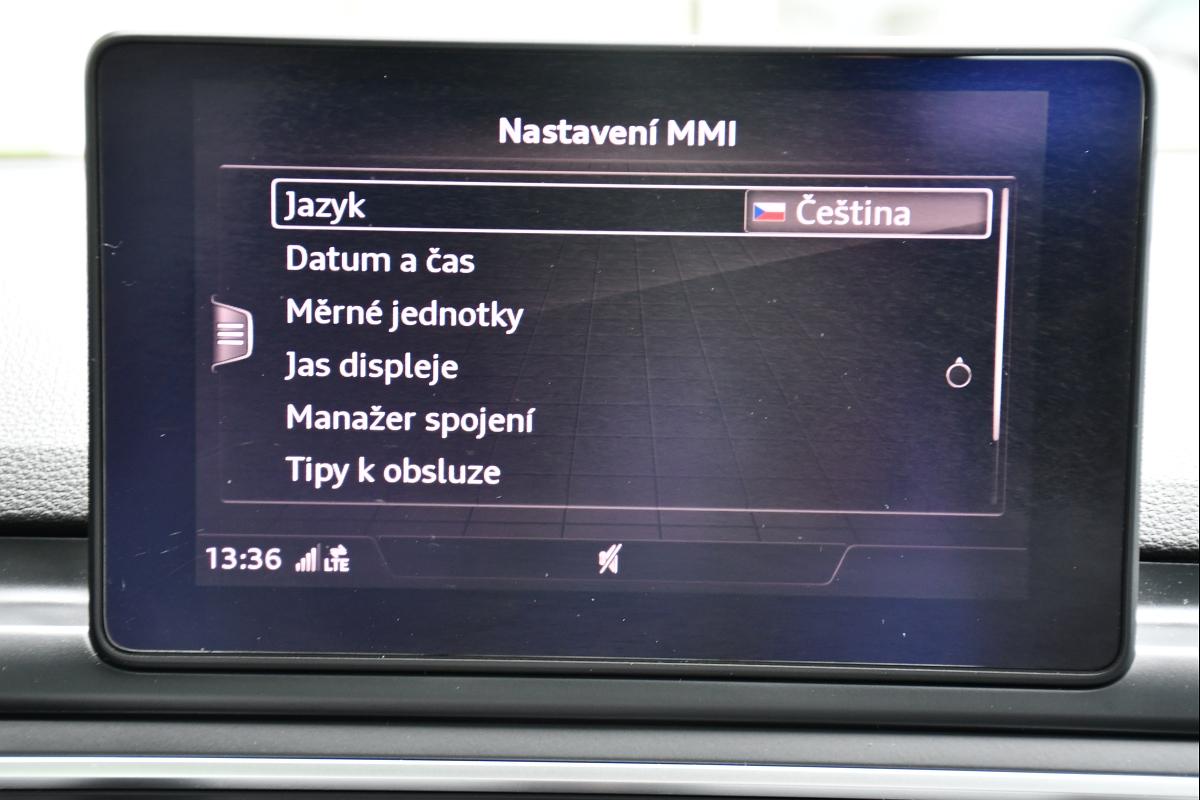 Nastavení MMI
Jazyk Čeština
Datum a čas
Měrné jednotky
Jas displeje
Manažer spojení
Tipy k obsluze
13:36 LTE